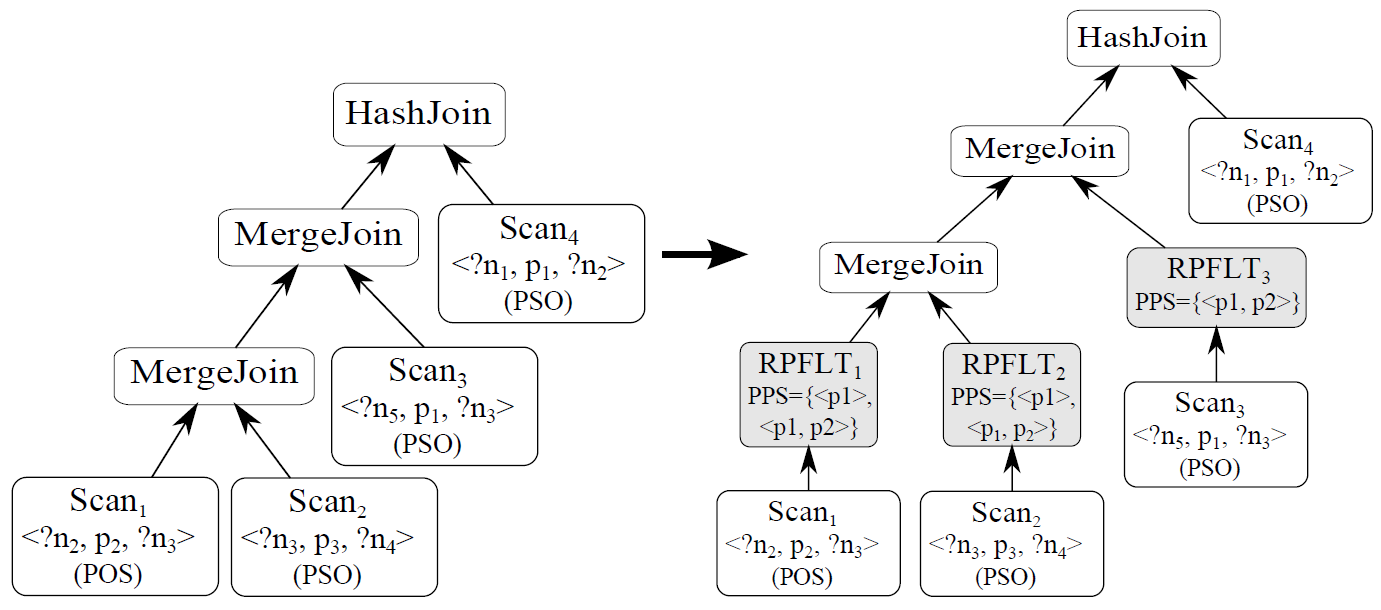 HashJoin
MergeJoin
Scan₄
<?n₁, p₁, ?n₂>
(PSO)
MergeJoin
Scan₃
<?n₅, p₁, ?n₃>
(PSO)
Scan₁
<?n₂, p₂, ?n₃>
(POS)
Scan₂
<?n₃, p₃, ?n₄>
(PSO)
HashJoin
MergeJoin
Scan₄
<?n₁, p₁, ?n₂>
(PSO)
MergeJoin
RPFLT₃
PPS={<p1, p2>}
RPFLT₁
PPS={<p1>,
<p1, p2>}
RPFLT₂
PPS={<p1>,
<p₁, p₂>}
Scan₃
<?n₅, p₁, ?n₃>
(PSO)
Scan₁
<?n₂, p₂, ?n₃>
(POS)
Scan₂
<?n₃, p₃, ?n₄>
(PSO)